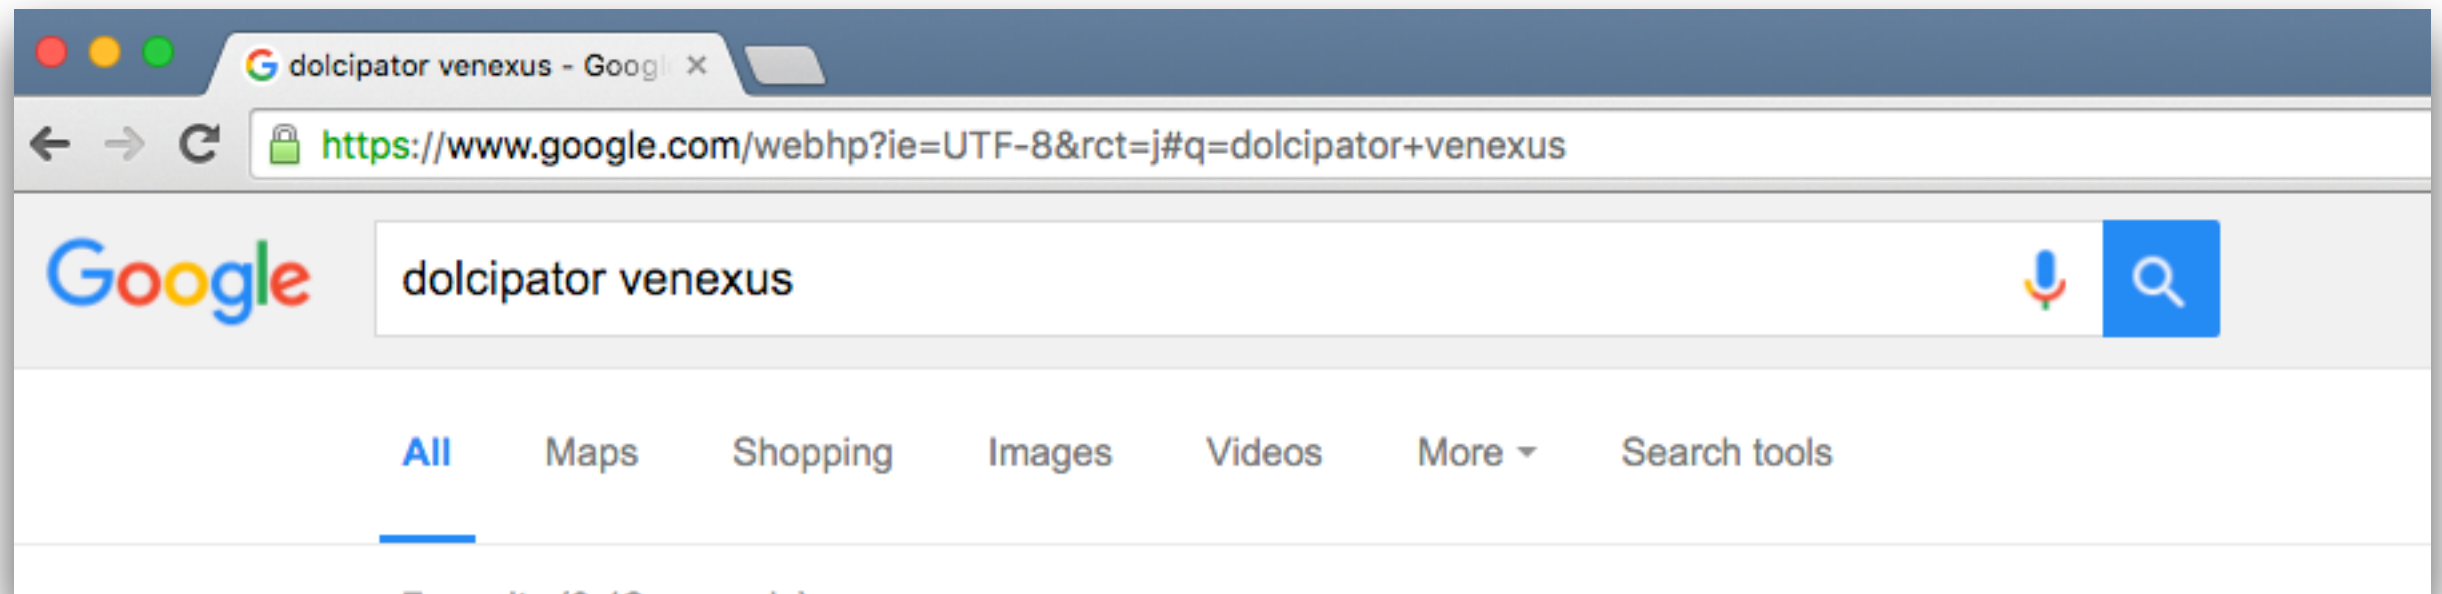 dolcipator venexus - Googl
https://www.google.com/webhp?ie=UTF-8&rct=j#q=dolcipator+venexus
Google dolcipator venexus
All Maps Shopping Images Videos More Search tools